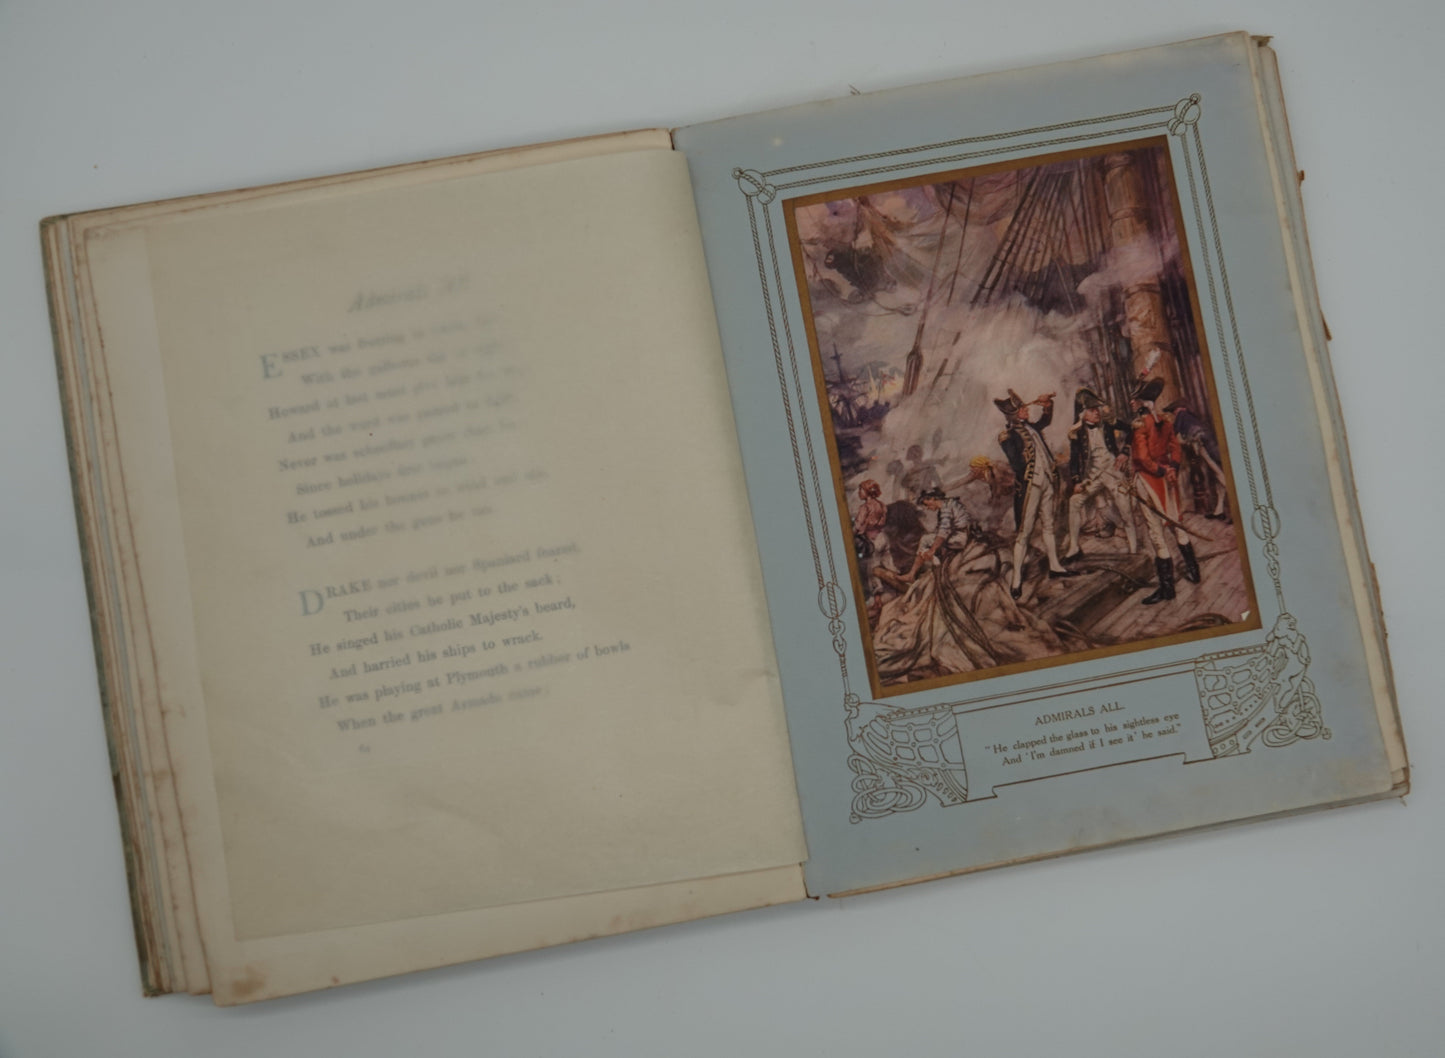 Admirals All
ESSEX was fretting in Cadiz Bay
With the galleons fair in sight;
Howard at last must give him his way,
And the word was passed to fight.
Never was schoolboy gayer than he,
Since holidays first began:
He tossed his bonnet to wind and sea,
And under the guns he ran.
DRAKE nor devil nor Spaniard feared,
Their cities he put to the sack;
He singed his Catholic Majesty's beard,
And harried his ships to wrack.
He was playing at Plymouth a rubber of bowls
When the great Armada came;
64
ADMIRALS ALL.
"He clapped the glass to his sightless eye
And 'I'm damned if I see it' he said."